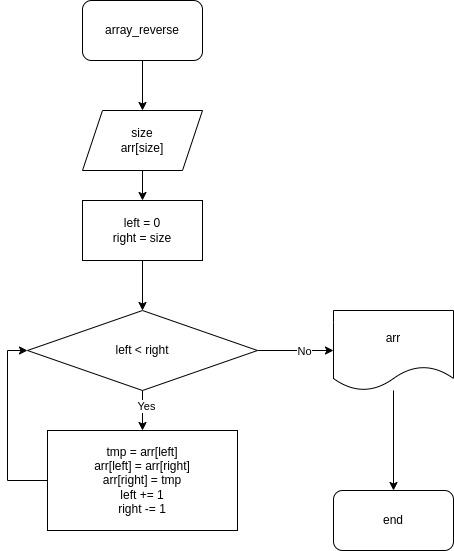 array_reverse
size
arr[size]
left = 0
right = size
left < right
No
arr
Yes
tmp = arr[left]
arr[left] = arr[right]
arr[right] = tmp
left += 1
right -= 1
end